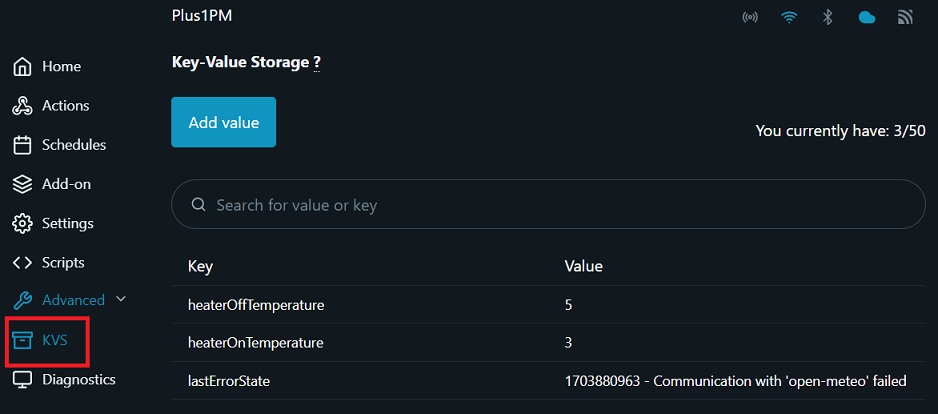 Plus1PM
Home
Actions
Schedules
Add-on
Settings
Scripts
Advanced
KVS
Diagnostics
Key-Value Storage ?
Add value
You currently have: 3/50
Search for value or key
Key Value
heaterOffTemperature 5
heaterOnTemperature 3
lastErrorState 1703880963 - Communication with 'open-meteo' failed